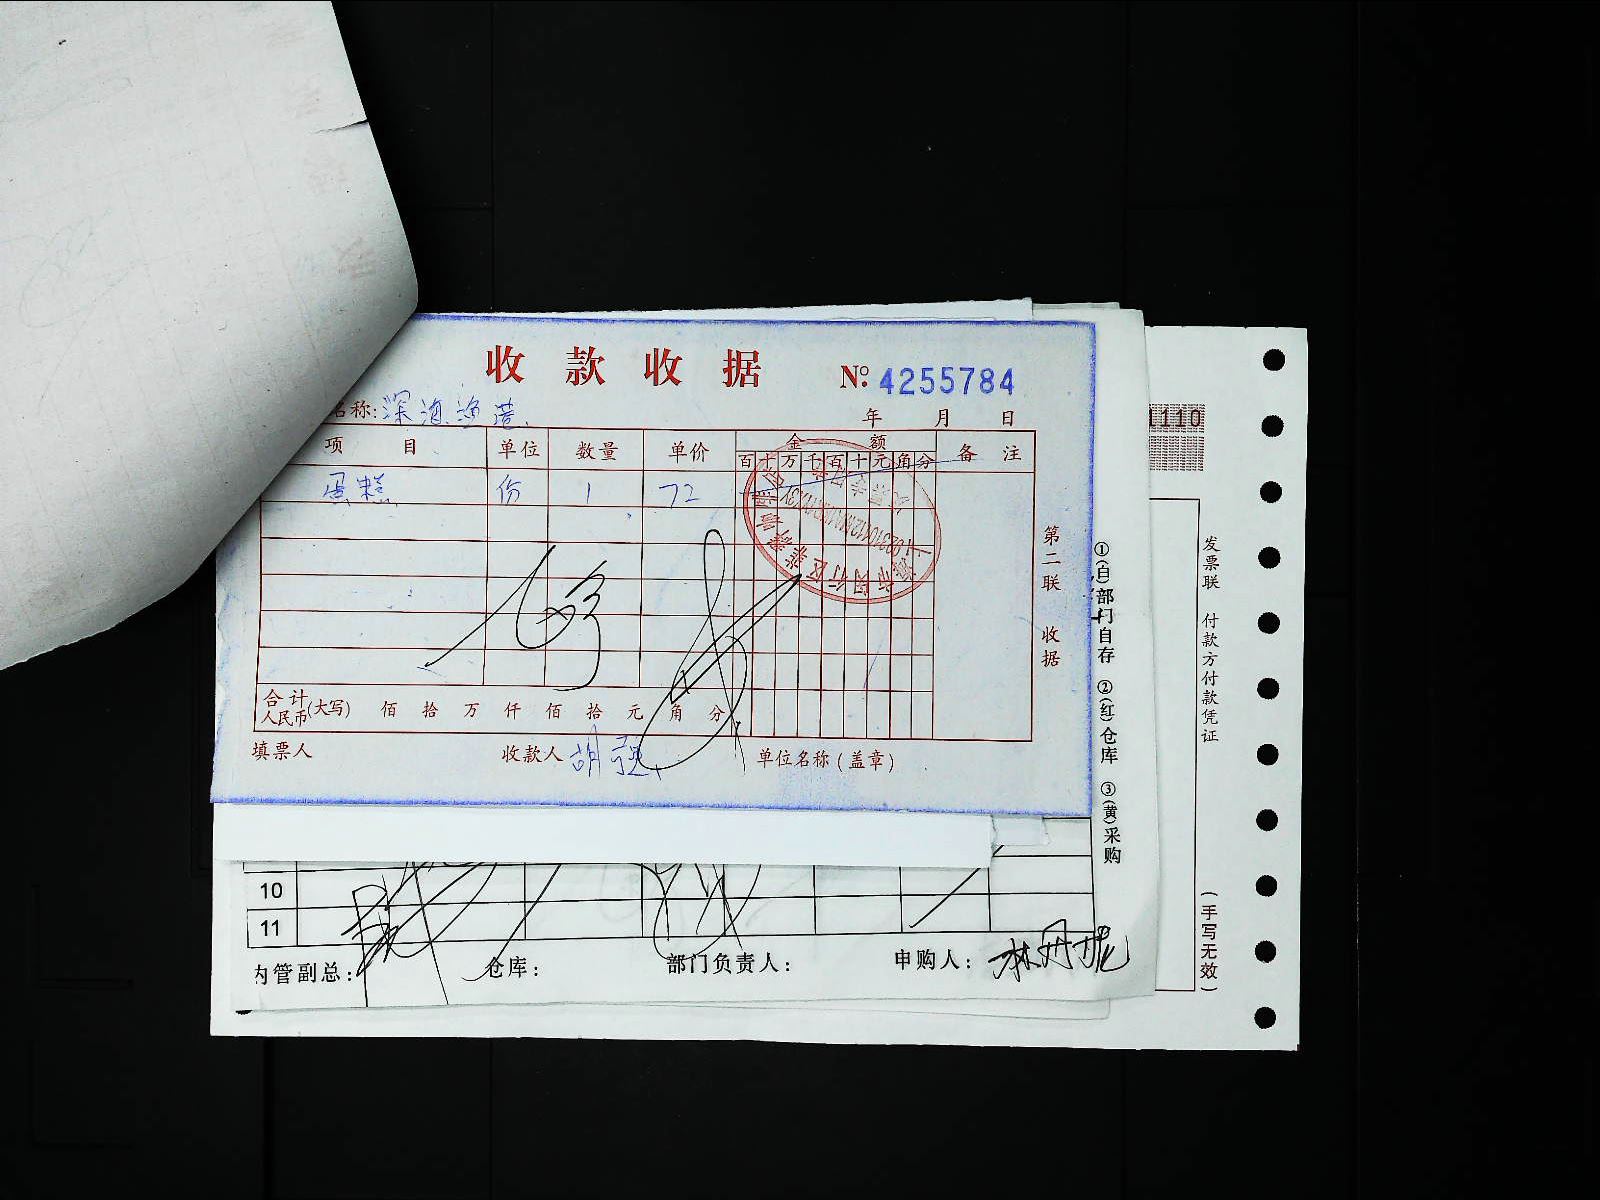 收款收据
№ 4255784
名称: 深海渔港
年 月 日
项目 单位 数量 单价 金额 备注
百十万千百十元角分
蛋糕 份 1 72
合计人民币(大写) 佰 拾 万 仟 佰 拾 元 角 分
填票人 收款人 胡强 单位名称(盖章)
第二联 收据
①(白)部门自存 ②(红)仓库 ③(黄)采购
1110
发票联 付款方付款凭证
(手写无效)
10
11
内管副总: 仓库: 部门负责人: 申购人: